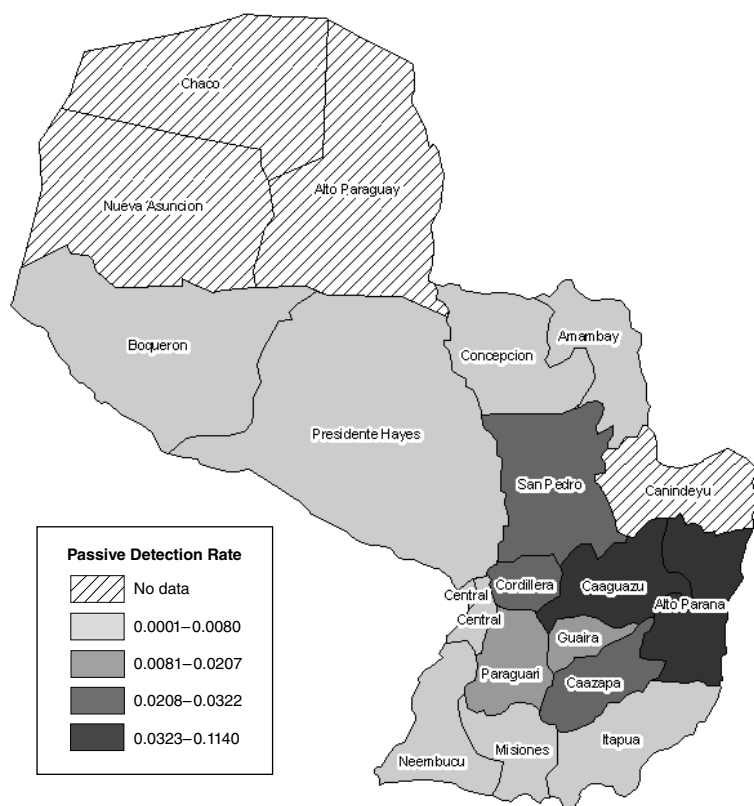 Chaco
Nueva Asuncion
Alto Paraguay
Boqueron
Concepcion
Amambay
Presidente Hayes
San Pedro
Canindeyu
Cordillera
Caaguazu
Central
Alto Parana
Central
Guaira
Paraguari
Caazapa
Itapua
Misiones
Neembucu
Passive Detection Rate
No data
0.0001–0.0080
0.0081–0.0207
0.0208–0.0322
0.0323–0.1140